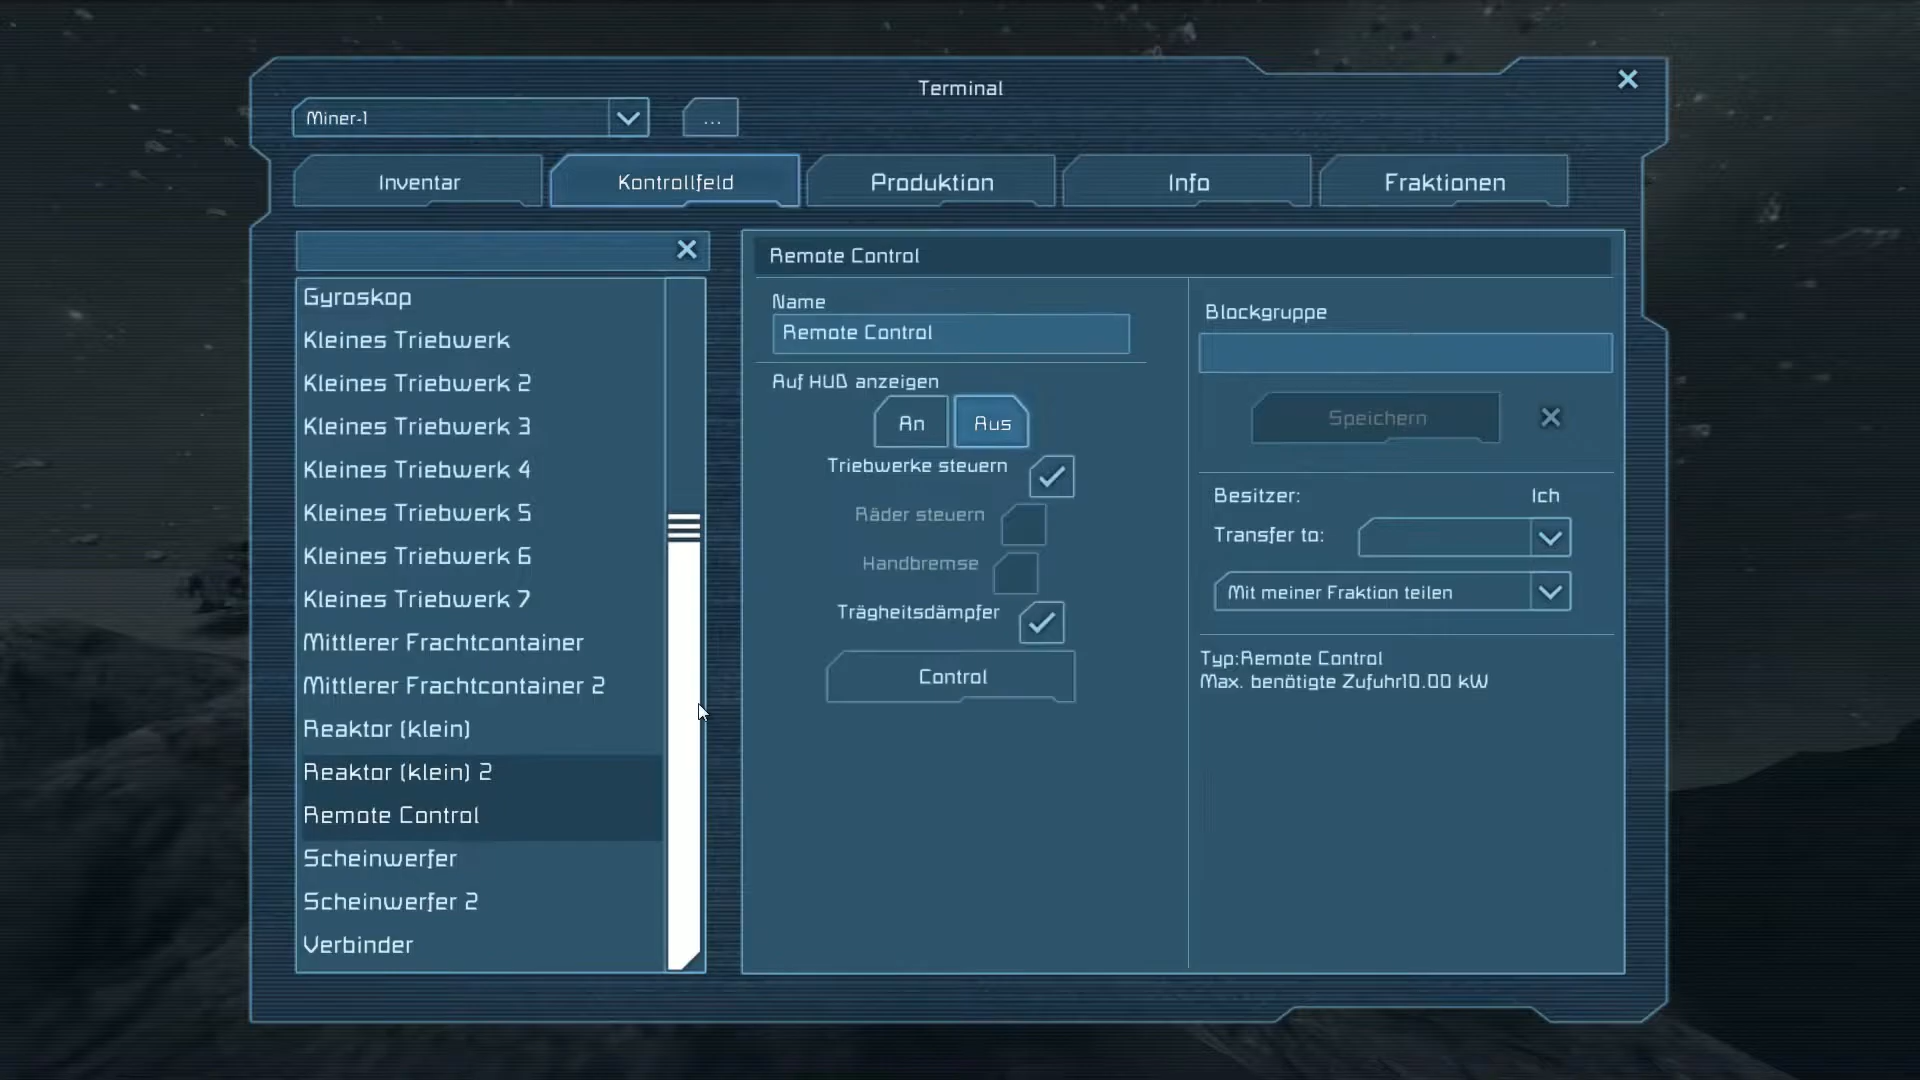 Terminal
Miner-1
...
Inventar
Kontrollfeld
Produktion
Info
Fraktionen
Gyroskop
Kleines Triebwerk
Kleines Triebwerk 2
Kleines Triebwerk 3
Kleines Triebwerk 4
Kleines Triebwerk 5
Kleines Triebwerk 6
Kleines Triebwerk 7
Mittlerer Frachtcontainer
Mittlerer Frachtcontainer 2
Reaktor (klein)
Reaktor (klein) 2
Remote Control
Scheinwerfer
Scheinwerfer 2
Verbinder
Remote Control
Name
Remote Control
Auf HUD anzeigen
An
Aus
Triebwerke steuern
Räder steuern
Handbremse
Trägheitsdämpfer
Control
Blockgruppe
Speichern
Besitzer:
Ich
Transfer to:
Mit meiner Fraktion teilen
Typ:Remote Control
Max. benötigte Zufuhr10.00 kW